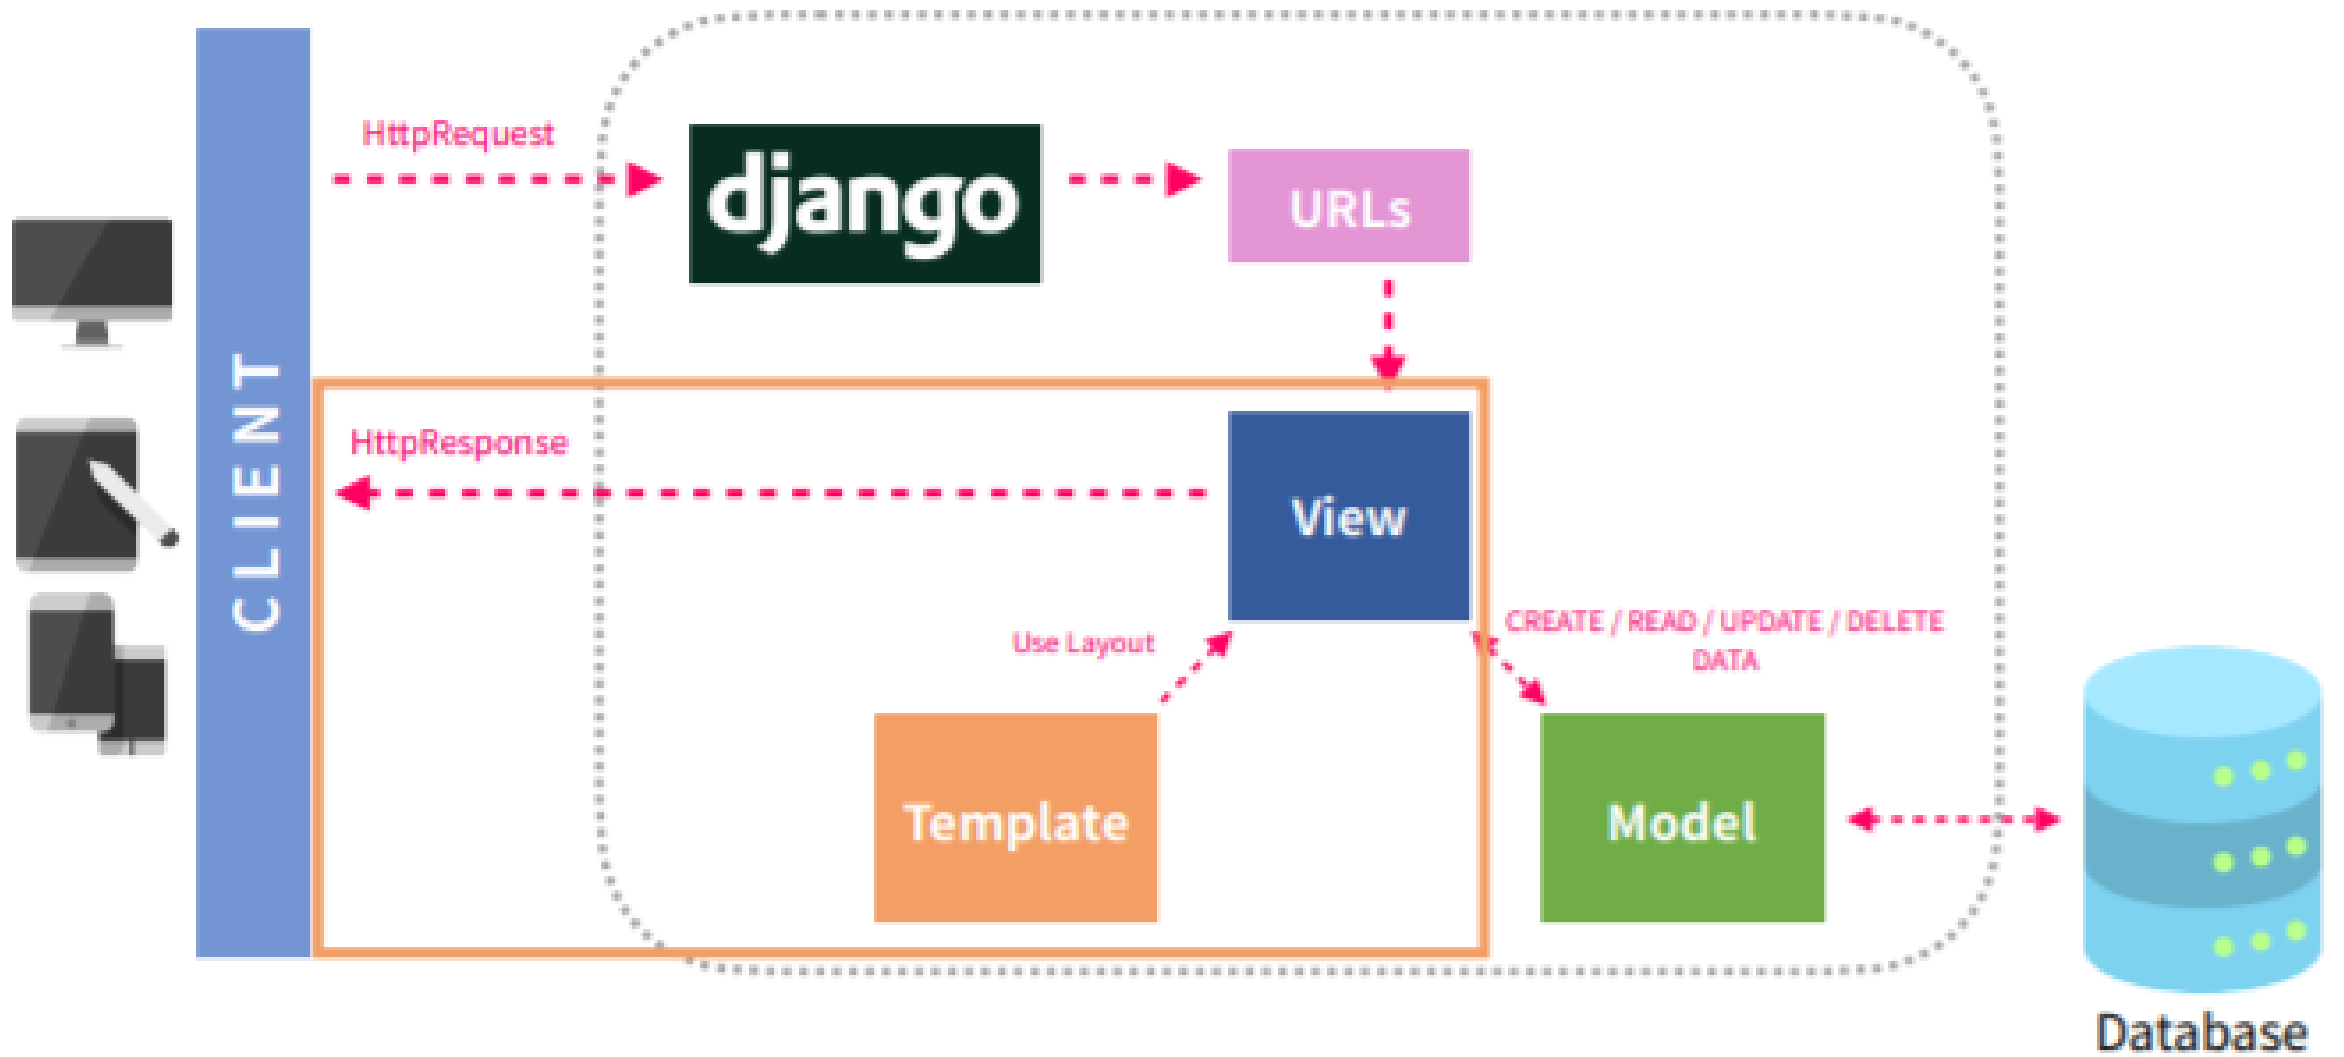 HttpRequest
django
URLs
CLIENT
HttpResponse
View
Use Layout
CREATE / READ / UPDATE / DELETE
DATA
Template
Model
Database